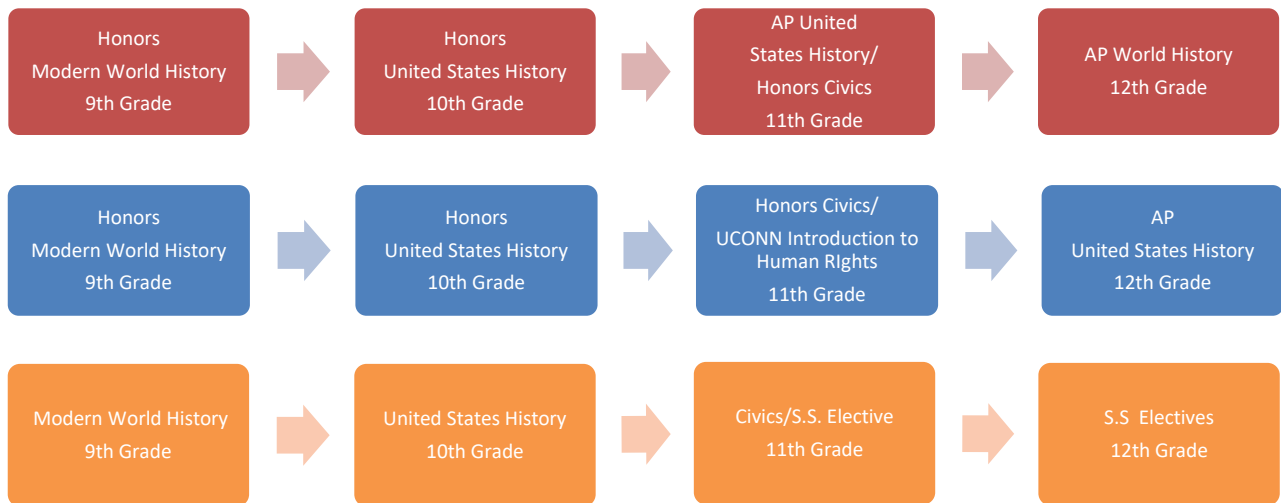 Honors
Modern World History
9th Grade
Honors
United States History
10th Grade
AP United
States History/
Honors Civics
11th Grade
AP World History
12th Grade
Honors
Modern World History
9th Grade
Honors
United States History
10th Grade
Honors Civics/
UCONN Introduction to
Human RIghts
11th Grade
AP
United States History
12th Grade
Modern World History
9th Grade
United States History
10th Grade
Civics/S.S. Elective
11th Grade
S.S Electives
12th Grade